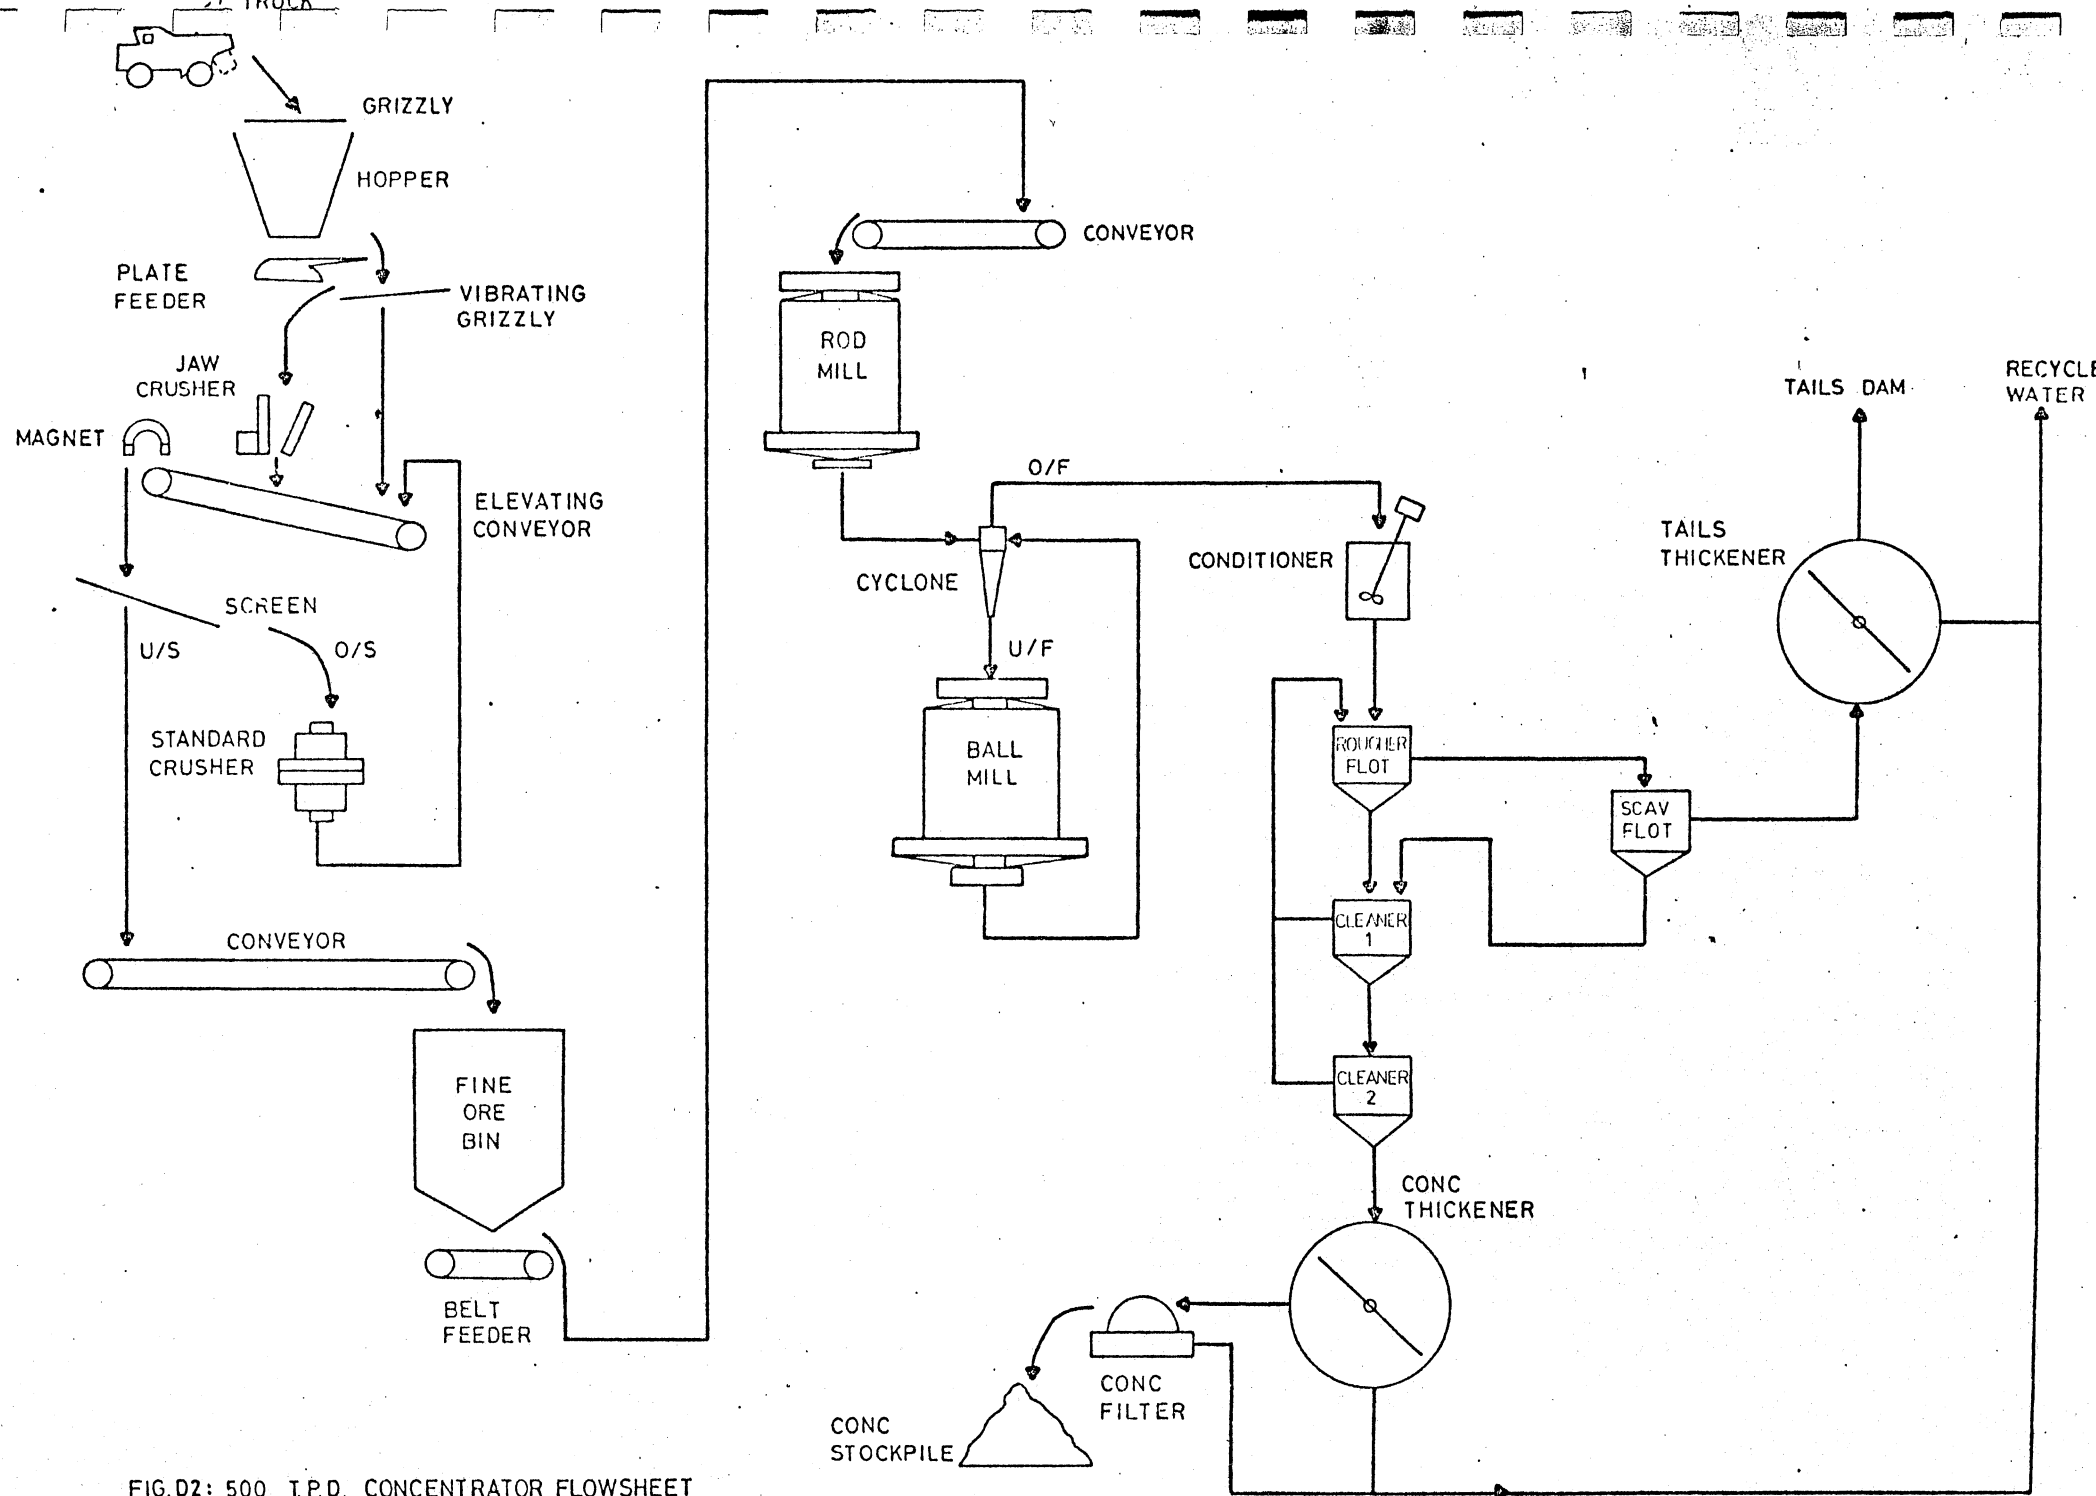 TRUCK
GRIZZLY
HOPPER
PLATE
FEEDER
VIBRATING
GRIZZLY
JAW
CRUSHER
MAGNET
ELEVATING
CONVEYOR
SCREEN
U/S
O/S
STANDARD
CRUSHER
CONVEYOR
FINE
ORE
BIN
BELT
FEEDER
CONVEYOR
ROD
MILL
O/F
CYCLONE
U/F
BALL
MILL
CONDITIONER
ROUGHER
FLOT
SCAV
FLOT
CLEANER
1
CLEANER
2
TAILS
THICKENER
TAILS DAM
RECYCLE
WATER
CONC
THICKENER
CONC
FILTER
CONC
STOCKPILE
FIG.D2: 500 T.P.D. CONCENTRATOR FLOWSHEET